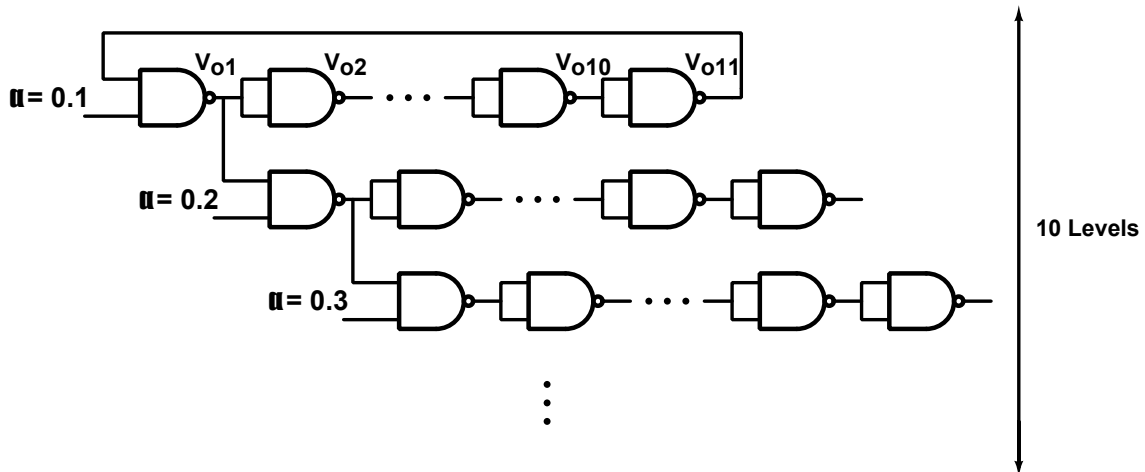 Vo1
Vo2
Vo10
Vo11
α = 0.1
α = 0.2
10 Levels
α = 0.3